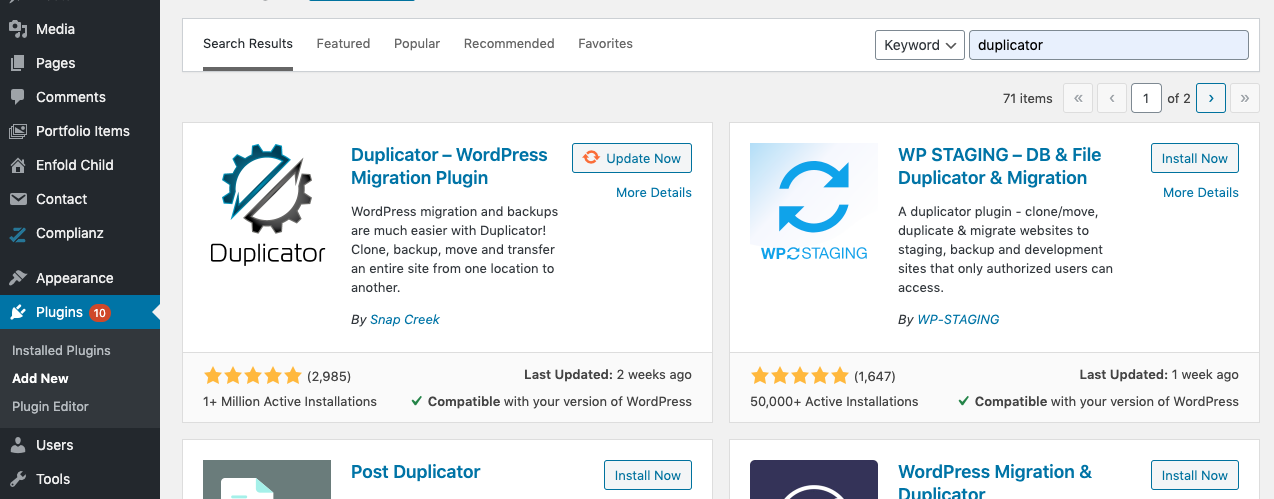 Media
Pages
Comments
Portfolio Items
Enfold Child
Contact
Complianz
Appearance
Plugins 10
Installed Plugins
Add New
Plugin Editor
Users
Tools
Search Results Featured Popular Recommended Favorites
Keyword duplicator
71 items « ‹ 1 of 2 › »
Duplicator
Duplicator – WordPress
Migration Plugin
Update Now
More Details
WordPress migration and backups
are much easier with Duplicator!
Clone, backup, move and transfer
an entire site from one location to
another.
By Snap Creek
(2,985)
Last Updated: 2 weeks ago
1+ Million Active Installations
Compatible with your version of WordPress
WP STAGING
WP STAGING – DB & File
Duplicator & Migration
Install Now
More Details
A duplicator plugin - clone/move,
duplicate & migrate websites to
staging, backup and development
sites that only authorized users can
access.
By WP-STAGING
(1,647)
Last Updated: 1 week ago
50,000+ Active Installations
Compatible with your version of WordPress
Post Duplicator
Install Now
WordPress Migration &
Duplicator
Install Now